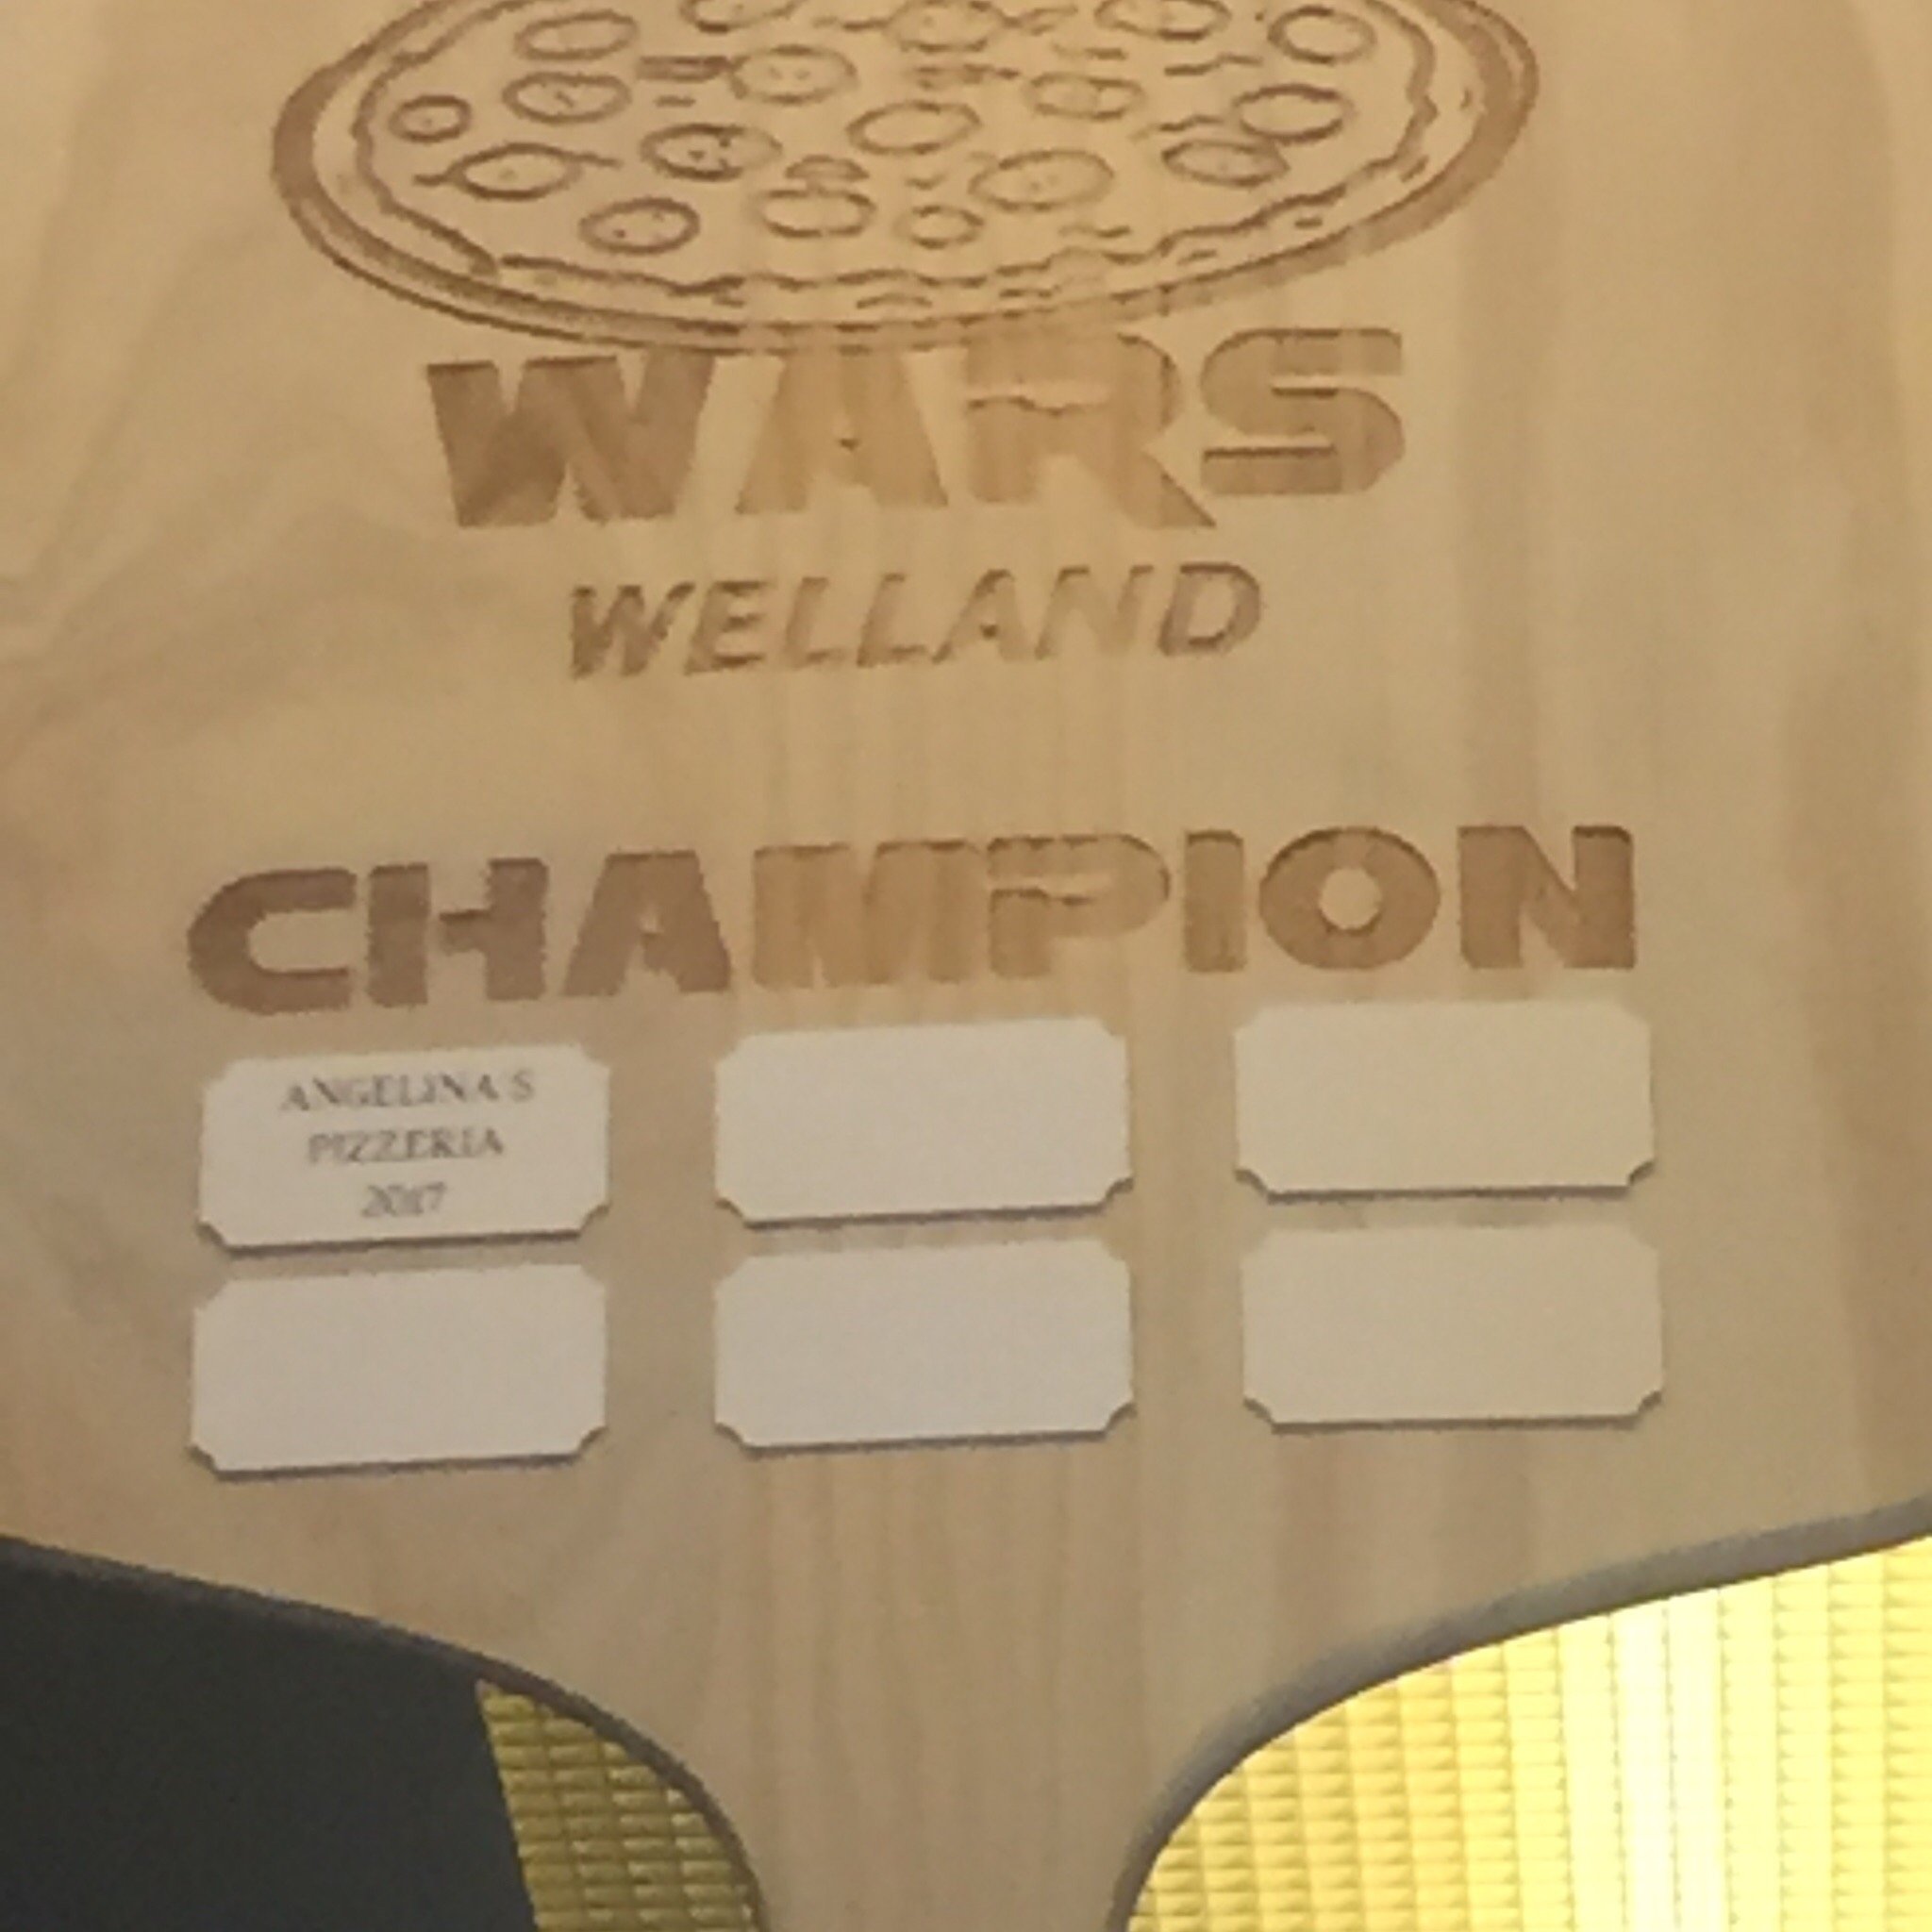 WARS
WELLAND
CHAMPION
ANGELINA'S
PIZZERIA
2017